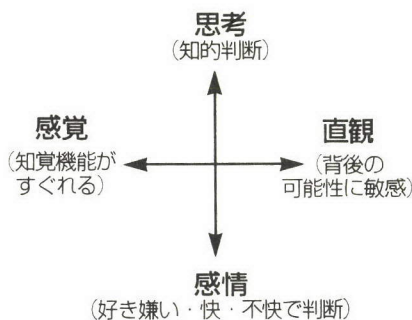 思考
(知的判断)
感覚
(知覚機能が
すぐれる)
直観
(背後の
可能性に敏感)
感情
(好き嫌い・快・不快で判断)